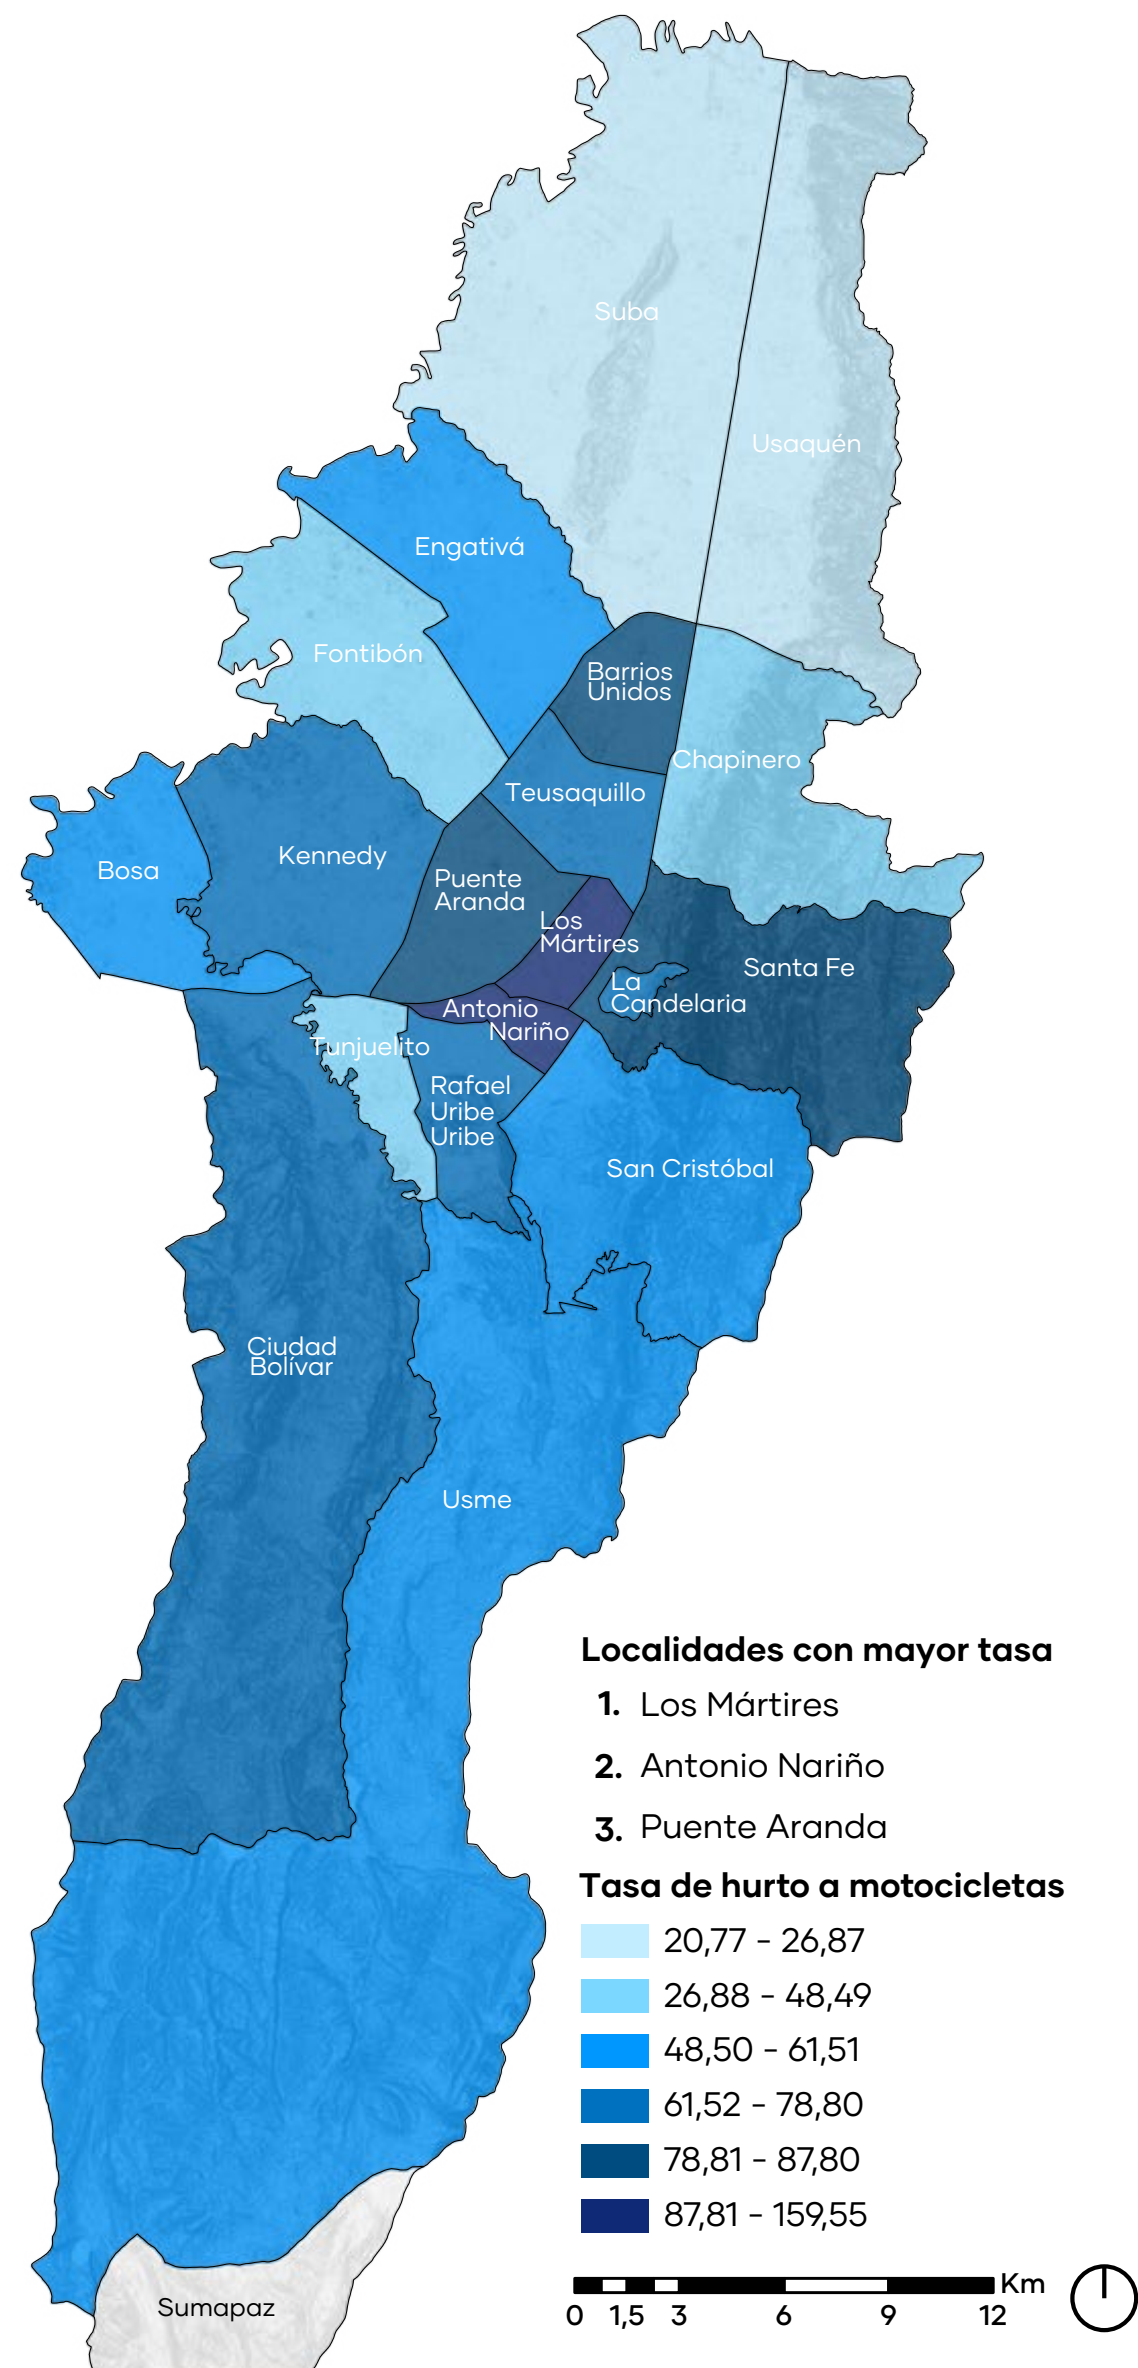 Suba
Usaquén
Engativá
Fontibón
Barrios
Unidos
Chapinero
Teusaquillo
Kennedy
Bosa
Puente
Aranda
Los
Mártires
Santa Fe
La
Candelaria
Antonio
Nariño
Tunjuelito
Rafael
Uribe
Uribe
San Cristóbal
Ciudad
Bolívar
Usme
Localidades con mayor tasa
1. Los Mártires
2. Antonio Nariño
3. Puente Aranda
Tasa de hurto a motocicletas
20,77 - 26,87
26,88 - 48,49
48,50 - 61,51
61,52 - 78,80
78,81 - 87,80
87,81 - 159,55
Km
0 1,5 3 6 9 12
Sumapaz